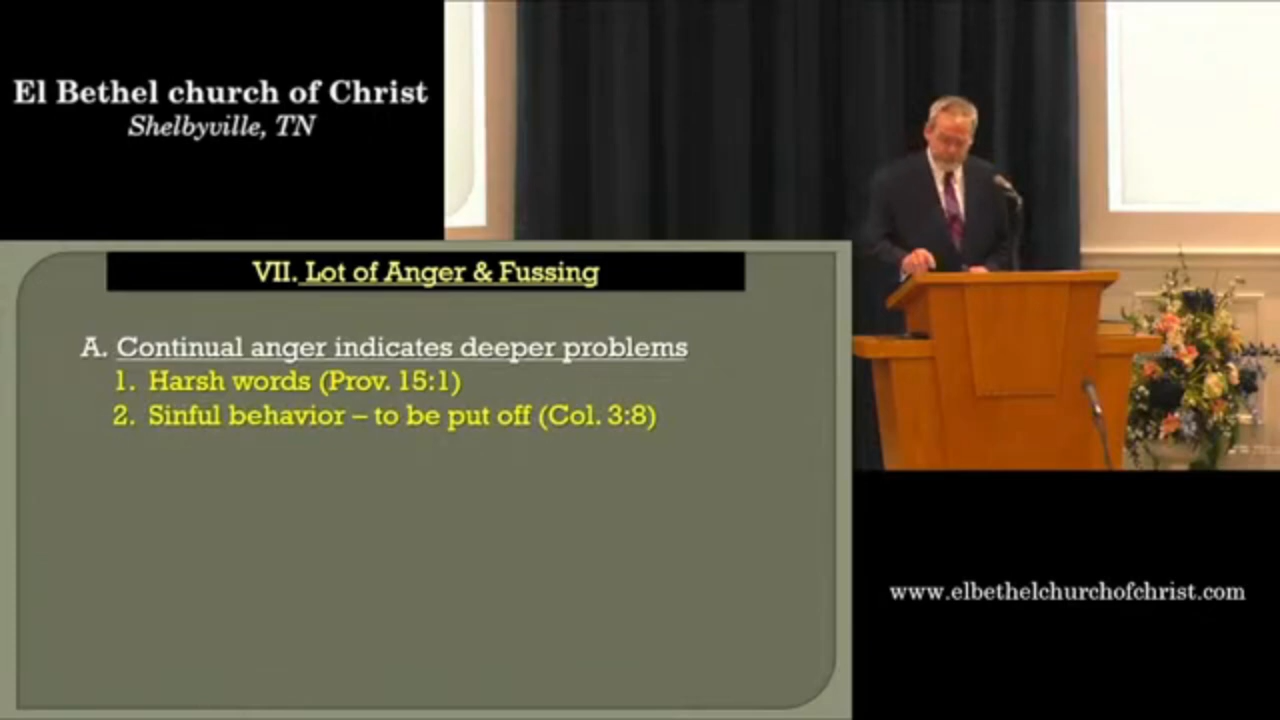 El Bethel church of Christ
Shelbyville, TN
VII. Lot of Anger & Fussing
A. Continual anger indicates deeper problems
1. Harsh words (Prov. 15:1)
2. Sinful behavior – to be put off (Col. 3:8)
www.elbethelchurchofchrist.com